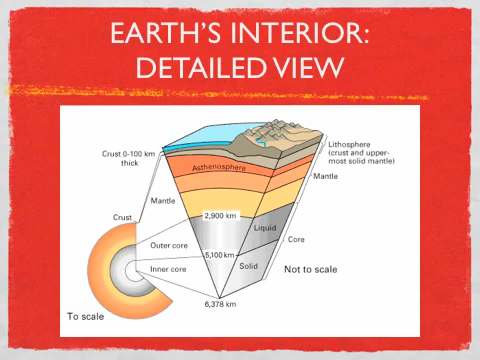 EARTH'S INTERIOR:
DETAILED VIEW
Lithosphere
(crust and upper-
most solid mantle)
Crust 0-100 km
thick
Asthenosphere
Mantle
Mantle
Crust
2,900 km
Liquid
Outer core
Core
5,100 km
Inner core
Solid
Not to scale
6,378 km
To scale